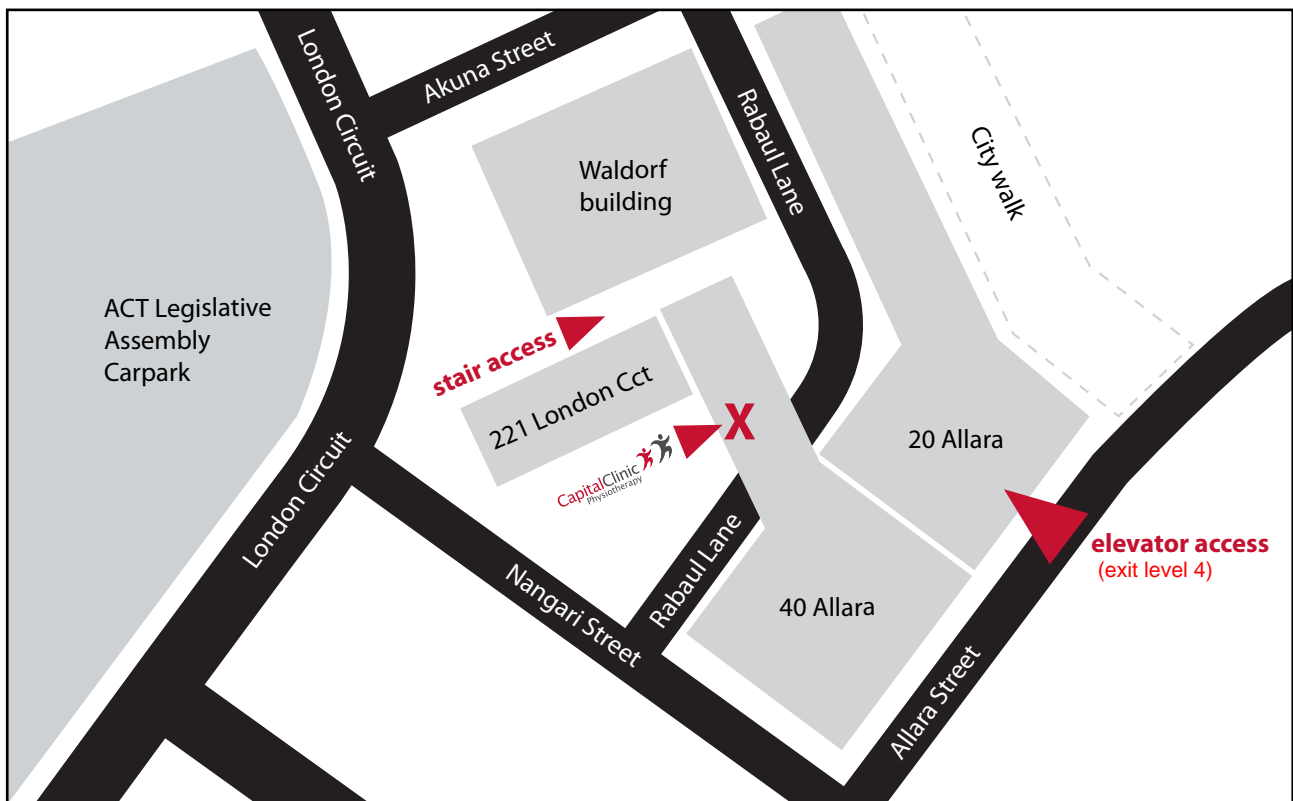 London Circuit
Akuna Street
Rabaul Lane
City walk
Waldorf
building
ACT Legislative
Assembly
Carpark
stair access
221 London Cct
X
CapitalClinic
Physiotherapy
20 Allara
London Circuit
elevator access
(exit level 4)
Rabaul Lane
Nangari Street
40 Allara
Allara Street